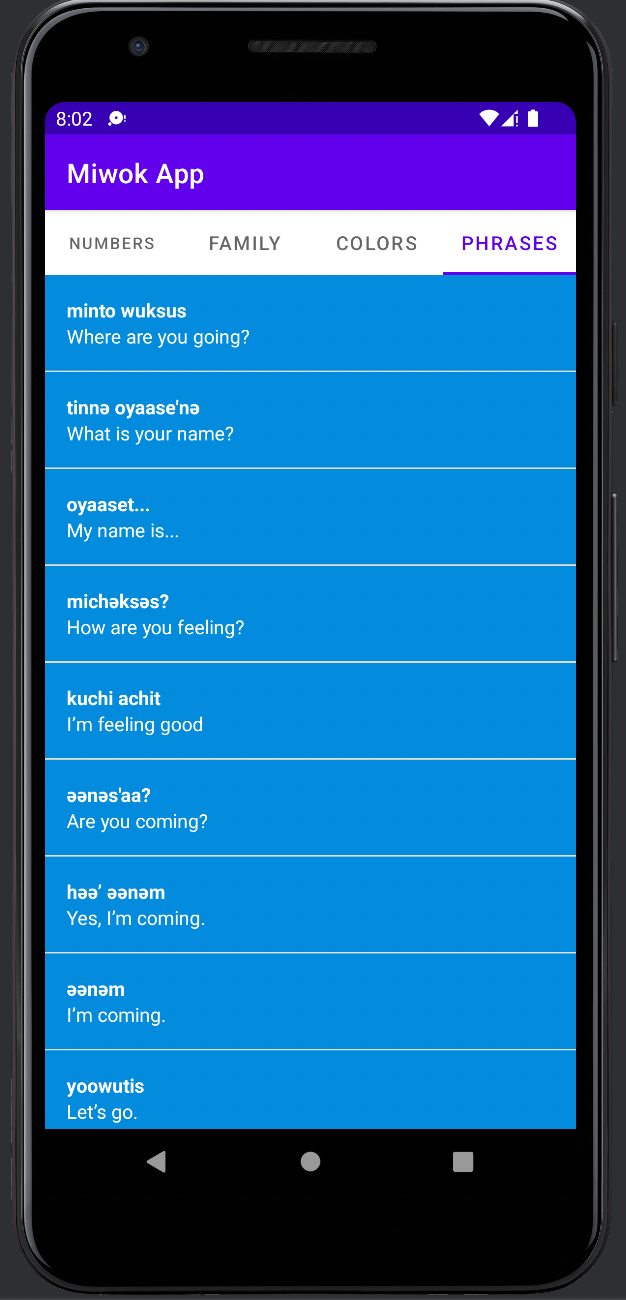 8:02
Miwok App
NUMBERS FAMILY COLORS PHRASES
minto wuksus
Where are you going?
tinnə oyaase'nə
What is your name?
oyaaset...
My name is...
michəksəs?
How are you feeling?
kuchi achit
I’m feeling good
əənəs'aa?
Are you coming?
həə’ əənəm
Yes, I’m coming.
əənəm
I’m coming.
yoowutis
Let’s go.